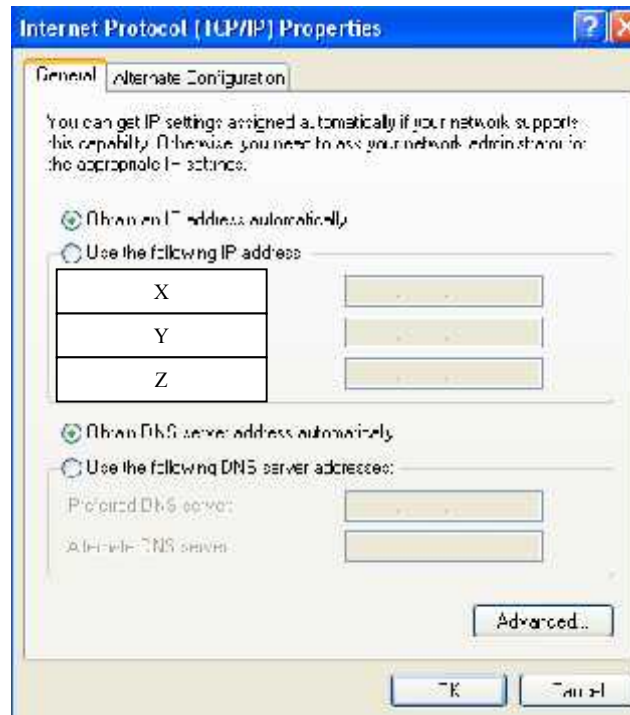 Internet Protocol (TCP/IP) Properties
General Alternate Configuration
You can get IP settings assigned automatically if your network supports
this capability. Otherwise, you need to ask your network administrator for
the appropriate IP settings.
Obtain an IP address automatically
Use the following IP address
X
Y
Z
Obtain DNS server address automatically
Use the following DNS server addresses:
Preferred DNS server:
Alternate DNS server
Advanced...
OK Cancel